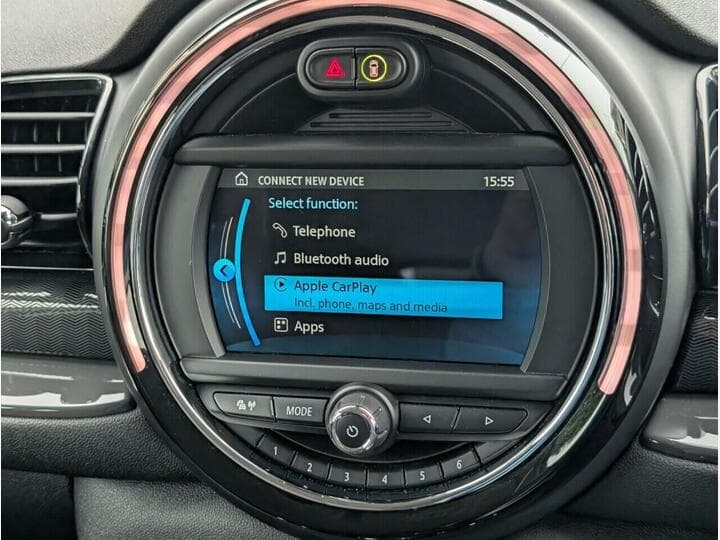 CONNECT NEW DEVICE 15:55
Select function:
Telephone
Bluetooth audio
Apple CarPlay
Incl. phone, maps and media
Apps
MODE
1 2 3 4 5 6